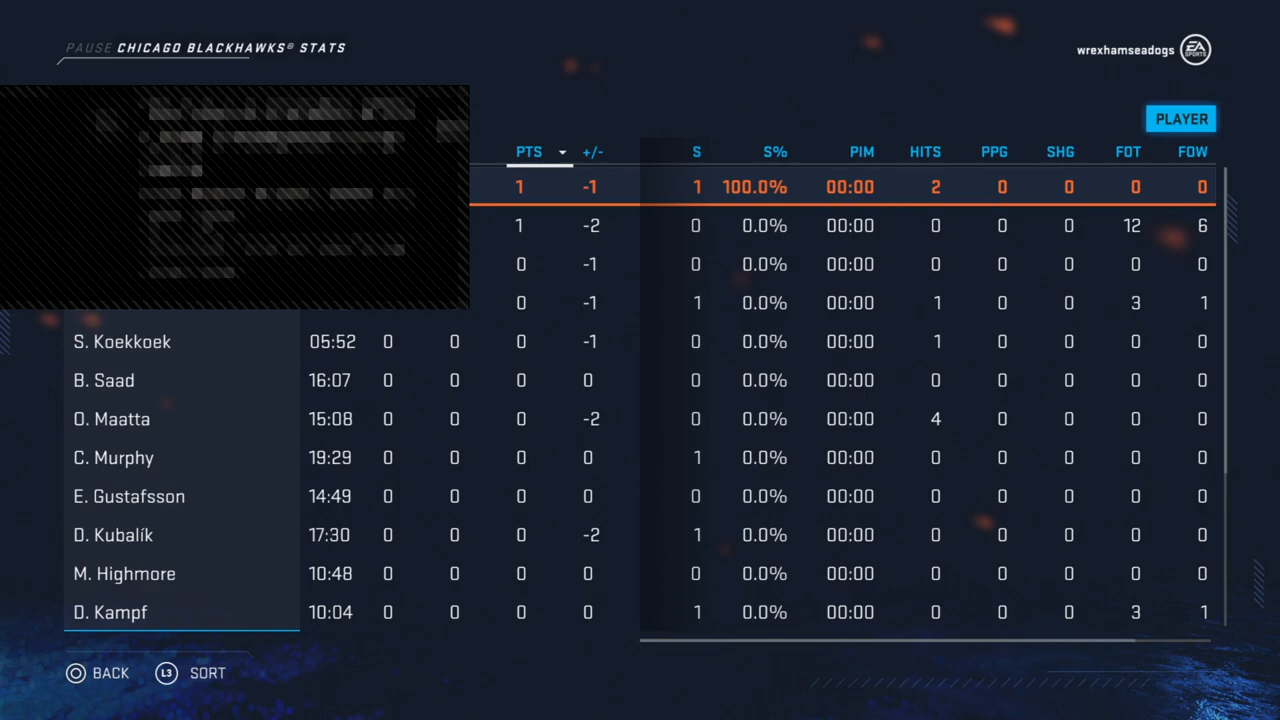 PAUSE CHICAGO BLACKHAWKS® STATS
wrexhamseadogs EA SPORTS
PLAYER
PTS +/- S S% PIM HITS PPG SHG FOT FOW
1 -1 1 100.0% 00:00 2 0 0 0 0
1 -2 0 0.0% 00:00 0 0 0 12 6
0 -1 0 0.0% 00:00 0 0 0 0 0
0 -1 1 0.0% 00:00 1 0 0 3 1
S. Koekkoek 05:52 0 0 0 -1 0 0.0% 00:00 1 0 0 0 0
B. Saad 16:07 0 0 0 0 0 0.0% 00:00 0 0 0 0 0
O. Maatta 15:08 0 0 0 -2 0 0.0% 00:00 4 0 0 0 0
C. Murphy 19:29 0 0 0 0 1 0.0% 00:00 0 0 0 0 0
E. Gustafsson 14:49 0 0 0 0 0 0.0% 00:00 0 0 0 0 0
D. Kubalík 17:30 0 0 0 -2 1 0.0% 00:00 0 0 0 0 0
M. Highmore 10:48 0 0 0 0 0 0.0% 00:00 0 0 0 0 0
D. Kampf 10:04 0 0 0 0 1 0.0% 00:00 0 0 0 3 1
BACK L3 SORT